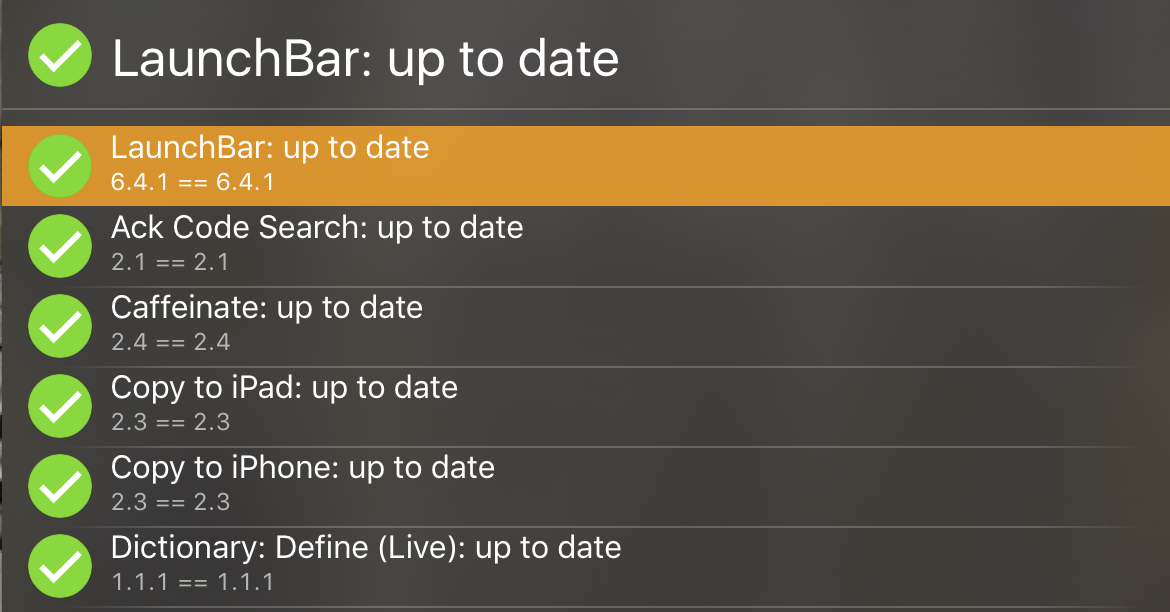 LaunchBar: up to date
LaunchBar: up to date
6.4.1 == 6.4.1
Ack Code Search: up to date
2.1 == 2.1
Caffeinate: up to date
2.4 == 2.4
Copy to iPad: up to date
2.3 == 2.3
Copy to iPhone: up to date
2.3 == 2.3
Dictionary: Define (Live): up to date
1.1.1 == 1.1.1